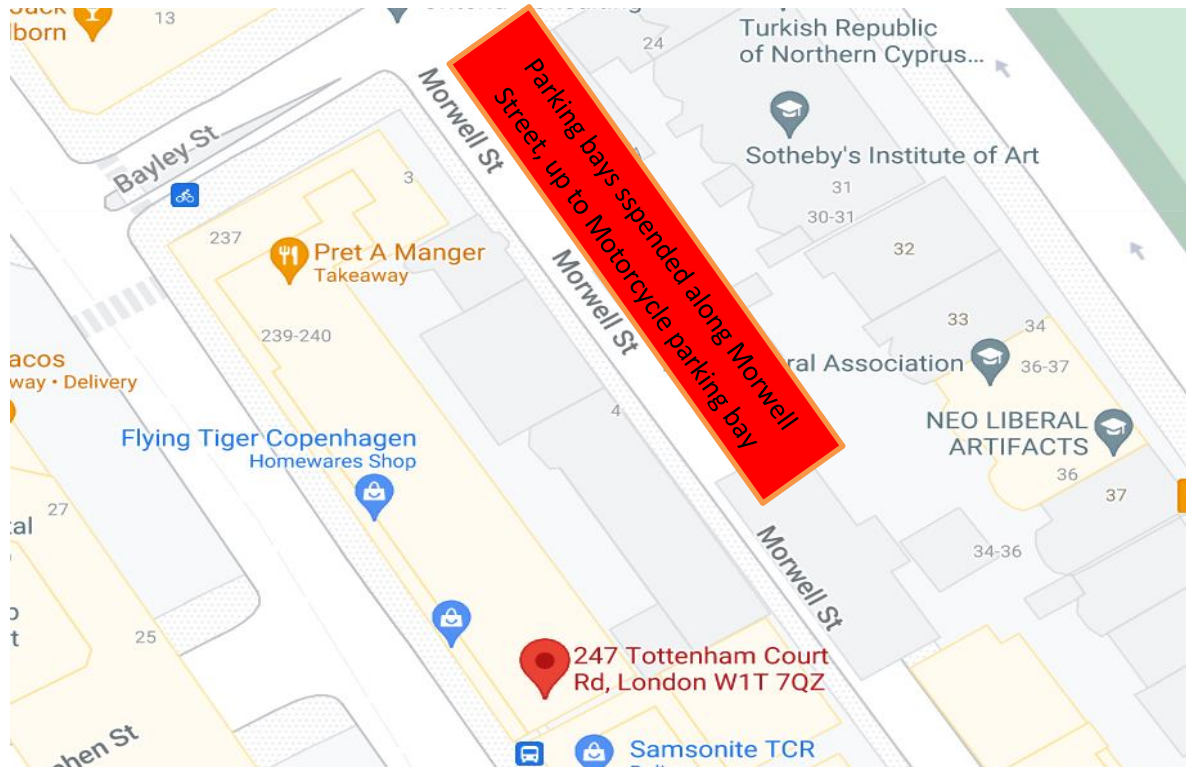 13
lborn
24
Turkish Republic
of Northern Cyprus...
Morwell St
Parking bays sspended along Morwell
Street, up to Motorcycle parking bay
Bayley St
Sotheby's Institute of Art
3
31
30-31
237
Pret A Manger
Takeaway
32
Morwell St
239-240
33
34
acos
way • Delivery
ral Association
36-37
4
NEO LIBERAL
ARTIFACTS
Flying Tiger Copenhagen
Homewares Shop
36
37
27
al
34-36
Morwell St
t
25
247 Tottenham Court
Rd, London W1T 7QZ
hen St
Samsonite TCR